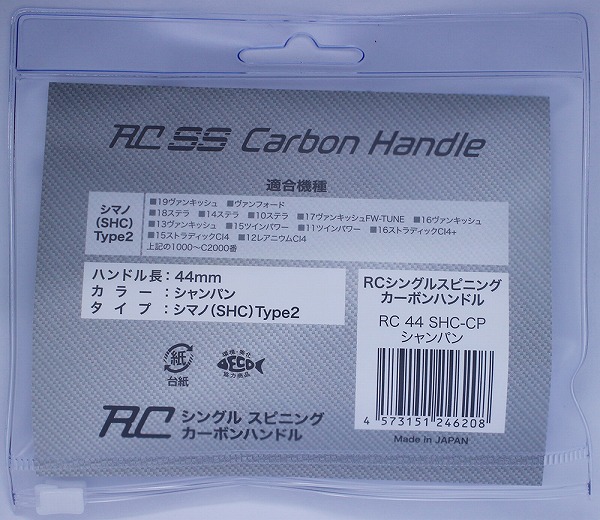 RC SS Carbon Handle
適合機種
シマノ
(SHC)
Type2
■19ヴァンキッシュ ■ヴァンフォード
■18ステラ ■14ステラ ■10ステラ ■17ヴァンキッシュFW-TUNE ■16ヴァンキッシュ
■13ヴァンキッシュ ■15ツインパワー ■11ツインパワー ■16ストラディックCI4+
■15ストラディックCI4 ■12レアニウムCI4
上記の1000〜C2000番
ハンドル長：44mm
カラー：シャンパン
タイプ：シマノ(SHC)Type2
RCシングルスピニング
カーボンハンドル
RC 44 SHC-CP
シャンパン
4 573151 246208
Made in JAPAN
紙
台紙
環境・美化
ECO
協力商品
RC シングル スピニング
カーボンハンドル